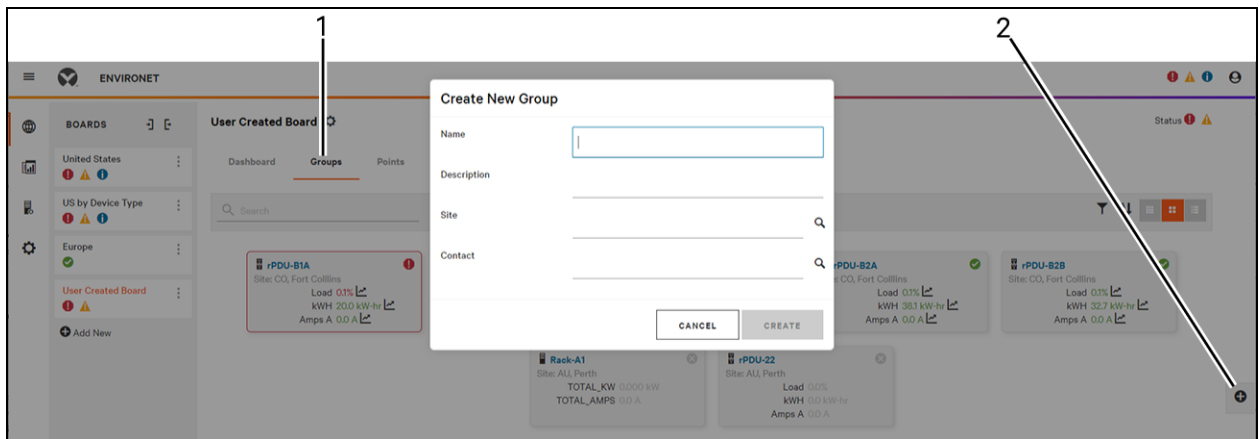 1
2
ENVIRONET
Create New Group
BOARDS
User Created Board
Status
Name
United States
Dashboard
Groups
Points
Description
US by Device Type
Search
Site
Europe
Contact
rPDU-B1A
Site: CO, Fort Colllins
Load 0.1%
kWH 20.0 kW-hr
Amps A 0.0 A
rPDU-B2A
CO, Fort Colllins
Load 0.1%
kWH 38.1 kW-hr
Amps A 0.0 A
rPDU-B2B
Site: CO, Fort Colllins
Load 0.1%
kWH 32.7 kW-hr
Amps A 0.0 A
User Created Board
Add New
CANCEL
CREATE
Rack-A1
Site: AU, Perth
TOTAL_KW 0.000 kW
TOTAL_AMPS 0.0 A
rPDU-22
Site: AU, Perth
Load 0.0%
kWH 0.0 kW-hr
Amps A 0.0 A